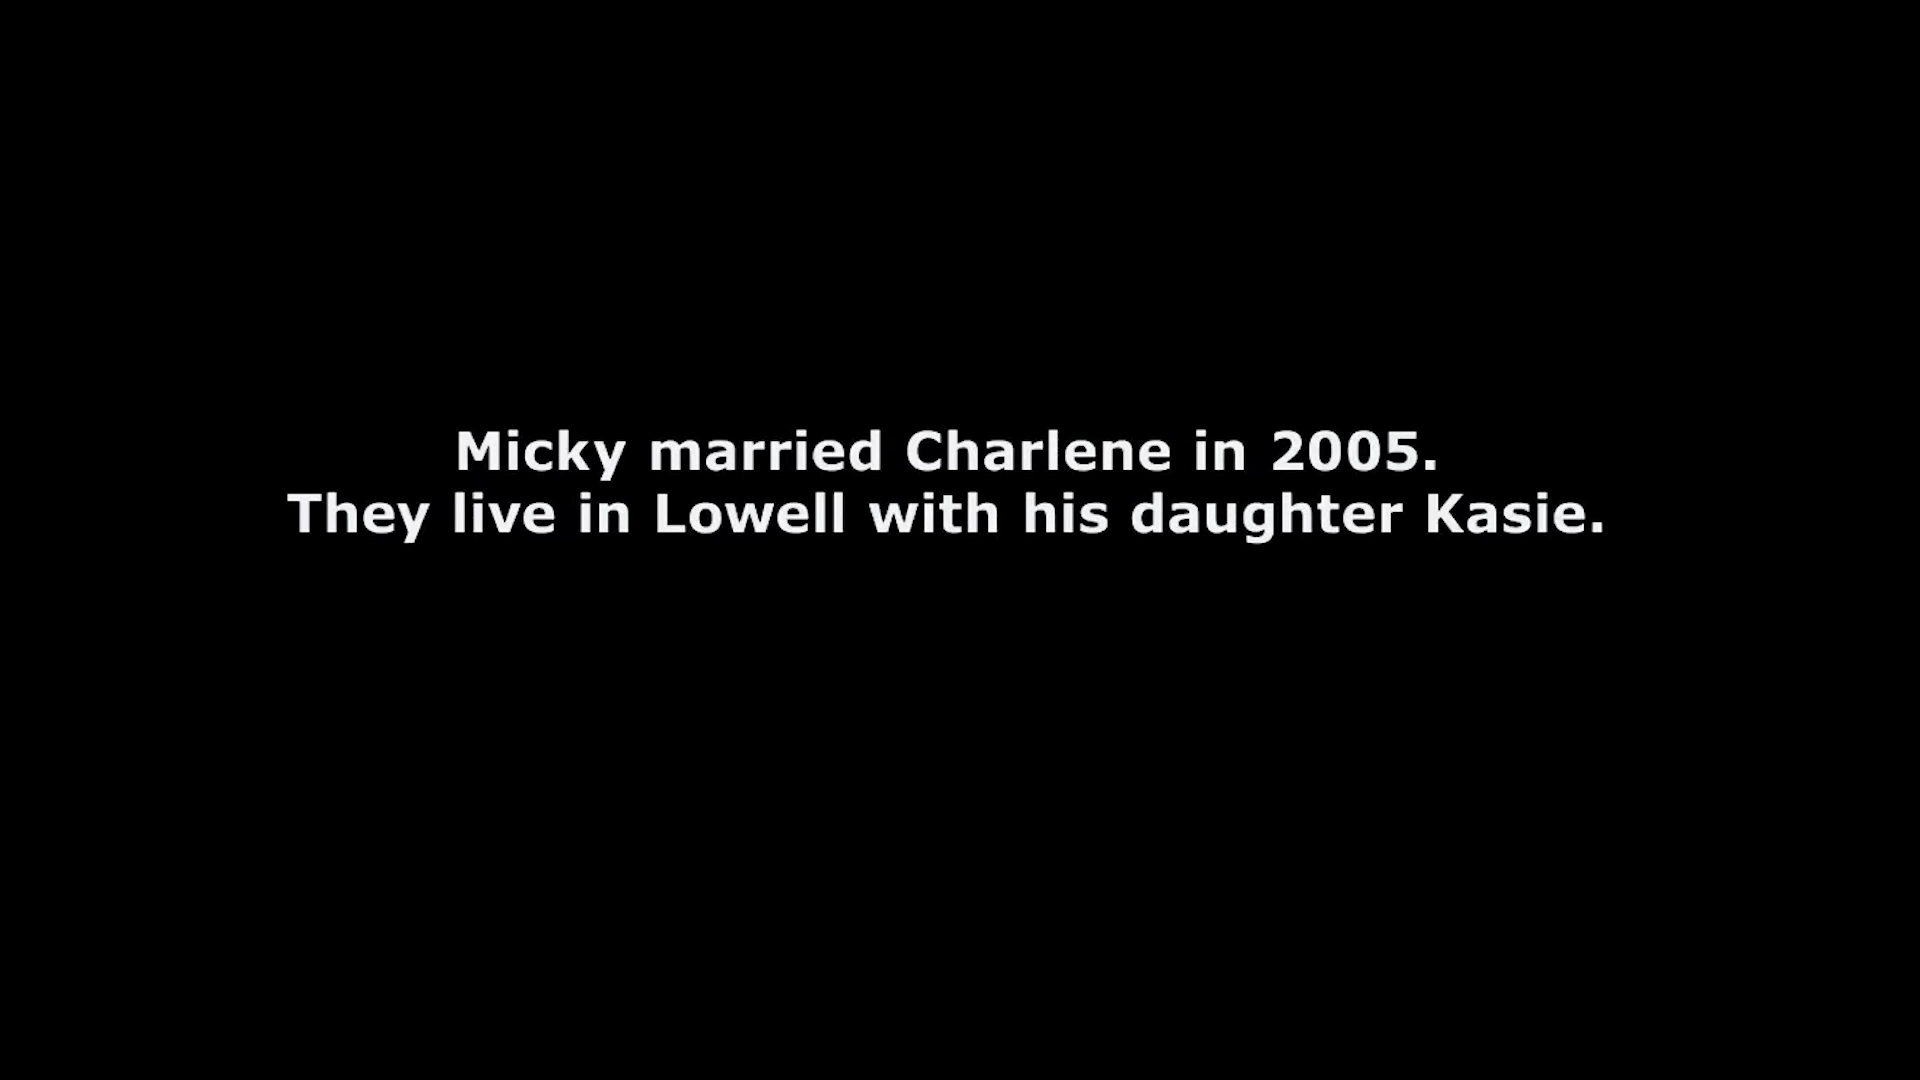 Micky married Charlene in 2005.
They live in Lowell with his daughter Kasie.